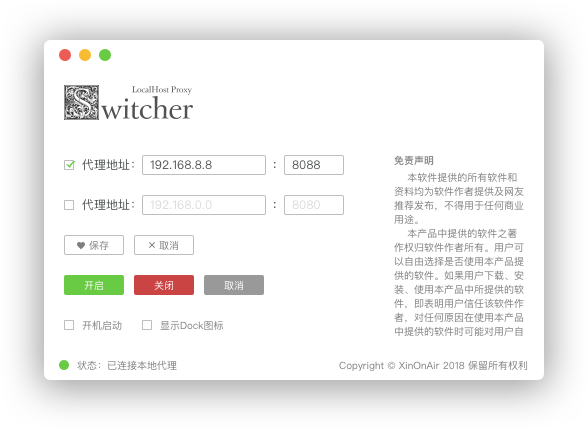 LocalHost Proxy
Switcher
代理地址： 192.168.8.8 : 8088
代理地址： 192.168.0.0 : 8080
保存 取消
开启 关闭 取消
开机启动 显示Dock图标
免责声明
本软件提供的所有软件和
资料均为软件作者提供及网友
推荐发布，不得用于任何商业
用途。
本产品中提供的软件之著
作权归软件作者所有。用户可
以自由选择是否使用本产品提
供的软件。如果用户下载、安
装、使用本产品中所提供的软
件，即表明用户信任该软件作
者，对任何原因在使用本产品
中提供的软件时可能对用户自
状态：已连接本地代理
Copyright © XinOnAir 2018 保留所有权利